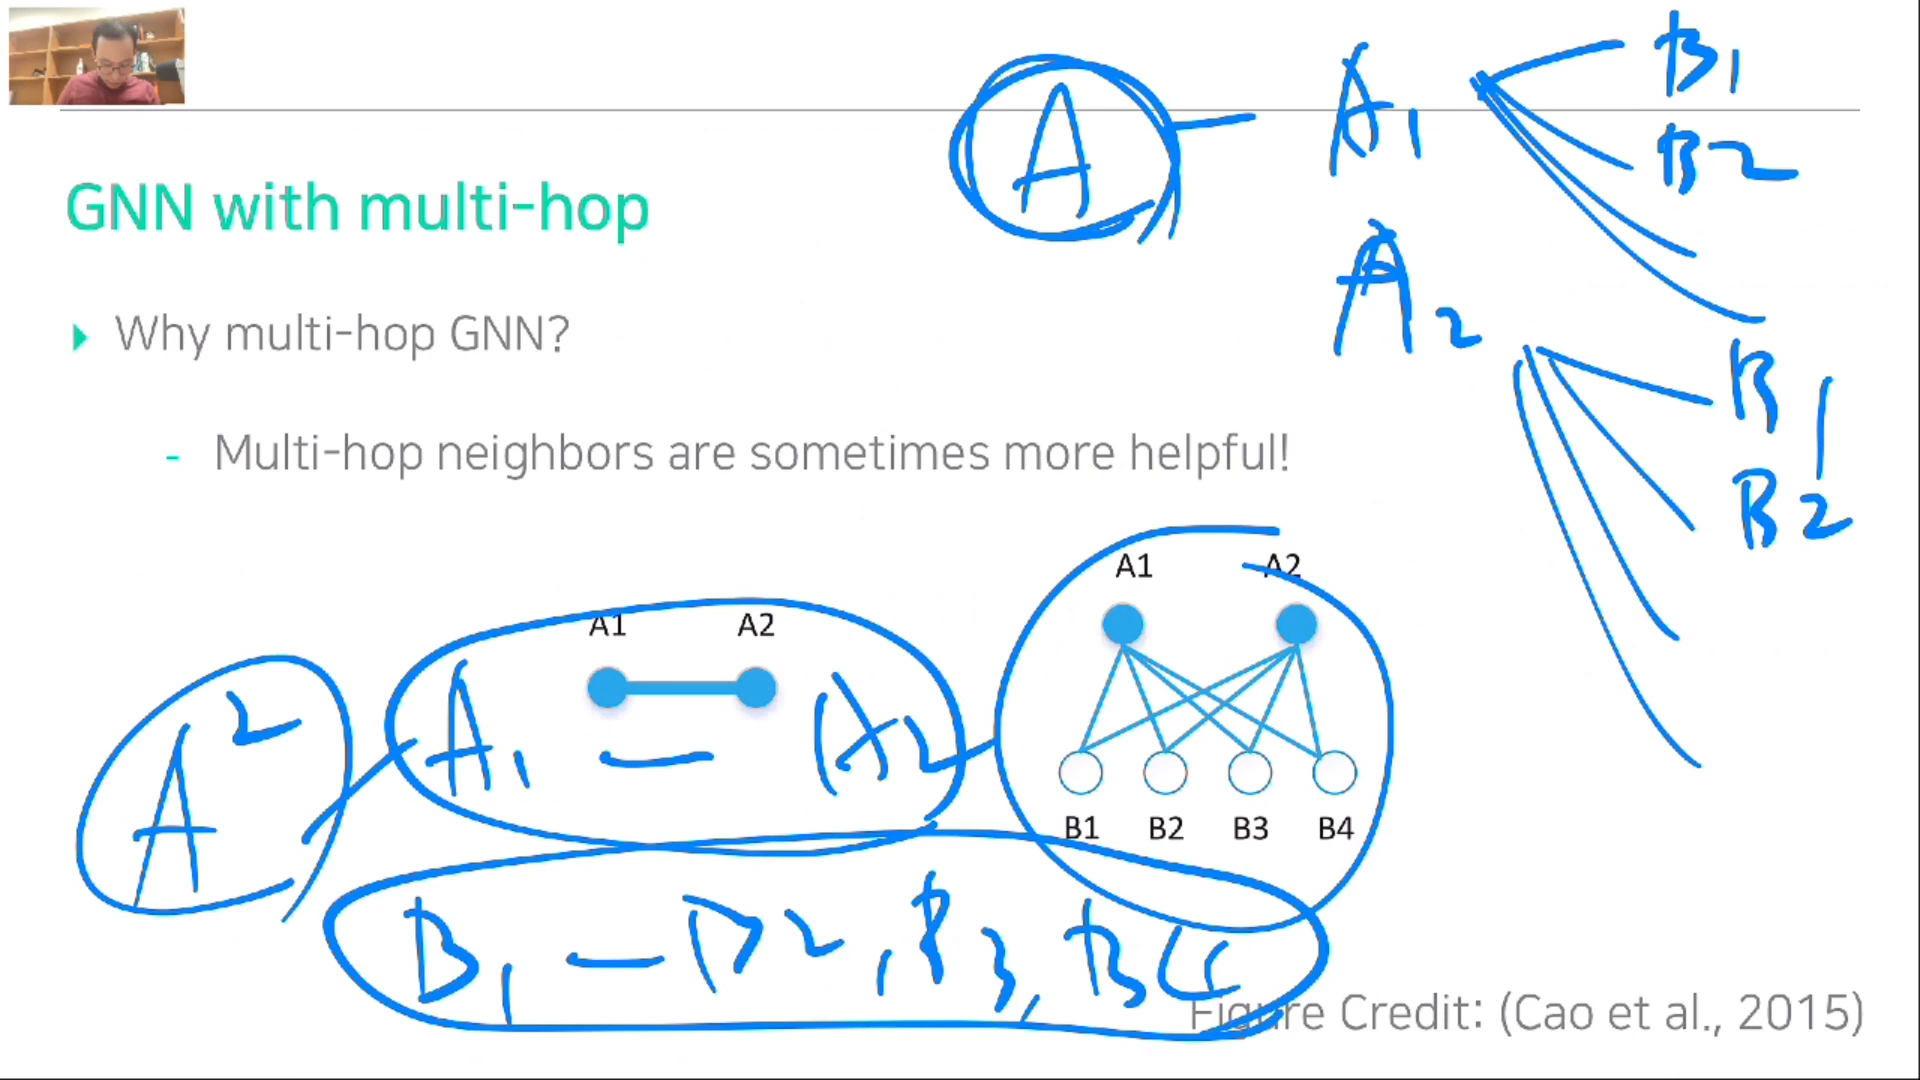 A A1 B1
B2
GNN with multi-hop
A2
Why multi-hop GNN?
B1
Multi-hop neighbors are sometimes more helpful!
B2
A1 A2
A1 A2
A² A1 — A2
B1 B2 B3 B4
B1 — B2, B3, B4
Figure Credit: (Cao et al., 2015)